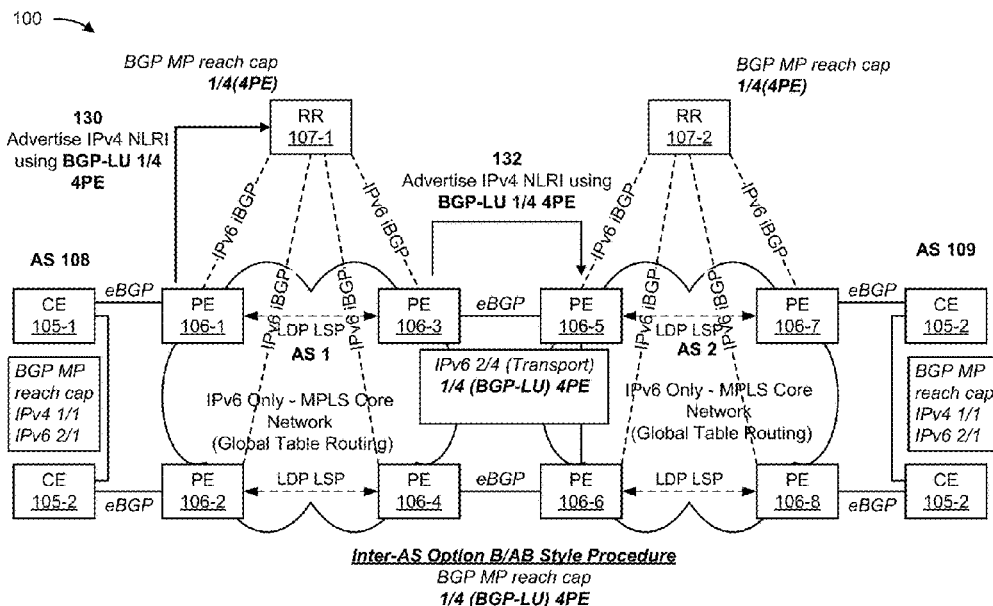 100
BGP MP reach cap
1/4(4PE)
BGP MP reach cap
1/4(4PE)
RR
107-1
RR
107-2
130
Advertise IPv4 NLRI
using BGP-LU 1/4
4PE
132
Advertise IPv4 NLRI using
BGP-LU 1/4 4PE
IPv6 iBGP
IPv6 iBGP
IPv6 iBGP
IPv6 iBGP
IPv6 iBGP
IPv6 iBGP
IPv6 iBGP
IPv6 iBGP
AS 108
AS 109
CE
105-1
eBGP
PE
106-1
LDP LSP
PE
106-3
eBGP
PE
106-5
LDP LSP
PE
106-7
eBGP
CE
105-2
AS 1
AS 2
BGP MP
reach cap
IPv4 1/1
IPv6 2/1
IPv6 2/4 (Transport)
1/4 (BGP-LU) 4PE
BGP MP
reach cap
IPv4 1/1
IPv6 2/1
IPv6 Only - MPLS Core
Network
(Global Table Routing)
IPv6 Only - MPLS Core
Network
(Global Table Routing)
CE
105-2
eBGP
PE
106-2
LDP LSP
PE
106-4
eBGP
PE
106-6
LDP LSP
PE
106-8
eBGP
CE
105-2
Inter-AS Option B/AB Style Procedure
BGP MP reach cap
1/4 (BGP-LU) 4PE